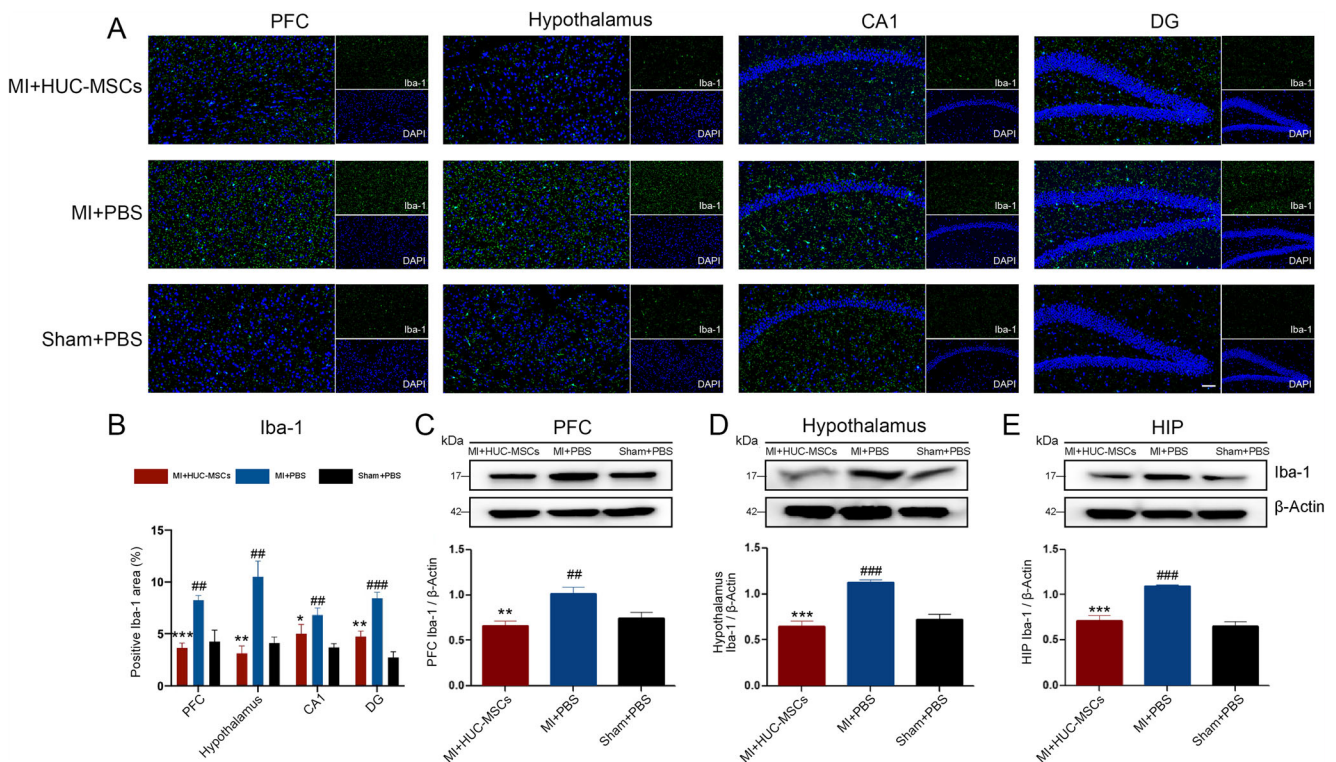 A
PFC
Hypothalamus
CA1
DG
MI+HUC-MSCs
Iba-1
Iba-1
Iba-1
Iba-1
DAPI
DAPI
DAPI
DAPI
MI+PBS
Iba-1
Iba-1
Iba-1
Iba-1
DAPI
DAPI
DAPI
DAPI
Sham+PBS
Iba-1
Iba-1
Iba-1
Iba-1
DAPI
DAPI
DAPI
DAPI
B
Iba-1
MI+HUC-MSCs MI+PBS Sham+PBS
Positive Iba-1 area (%)
15
10
5
0
***
##
**
##
*
##
**
###
PFC
Hypothalamus
CA1
DG
C
PFC
kDa
MI+HUC-MSCs MI+PBS Sham+PBS
17
42
PFC Iba-1 / β-Actin
1.5
1.0
0.5
0.0
**
##
MI+HUC-MSCs
MI+PBS
Sham+PBS
D
Hypothalamus
kDa
MI+HUC-MSCs MI+PBS Sham+PBS
17
42
Hypothalamus
Iba-1 / β-Actin
1.5
1.0
0.5
0.0
***
###
MI+HUC-MSCs
MI+PBS
Sham+PBS
E
HIP
kDa
MI+HUC-MSCs MI+PBS Sham+PBS
17
Iba-1
42
β-Actin
HIP Iba-1 / β-Actin
1.5
1.0
0.5
0.0
***
###
MI+HUC-MSCs
MI+PBS
Sham+PBS